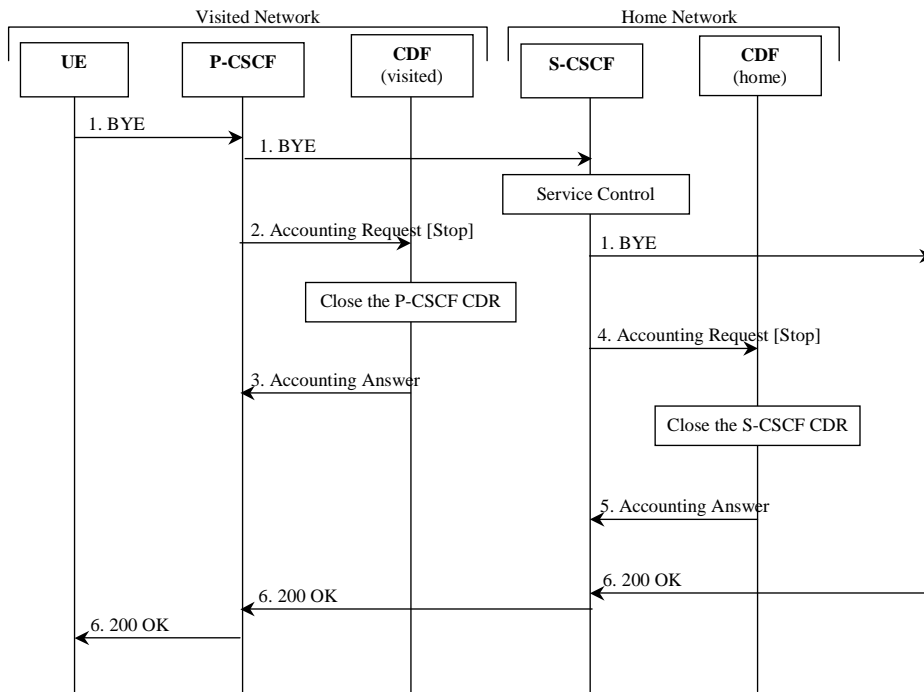 Visited Network
Home Network
UE
P-CSCF
CDF
(visited)
S-CSCF
CDF
(home)
1. BYE
1. BYE
Service Control
2. Accounting Request [Stop]
1. BYE
Close the P-CSCF CDR
4. Accounting Request [Stop]
3. Accounting Answer
Close the S-CSCF CDR
5. Accounting Answer
6. 200 OK
6. 200 OK
6. 200 OK